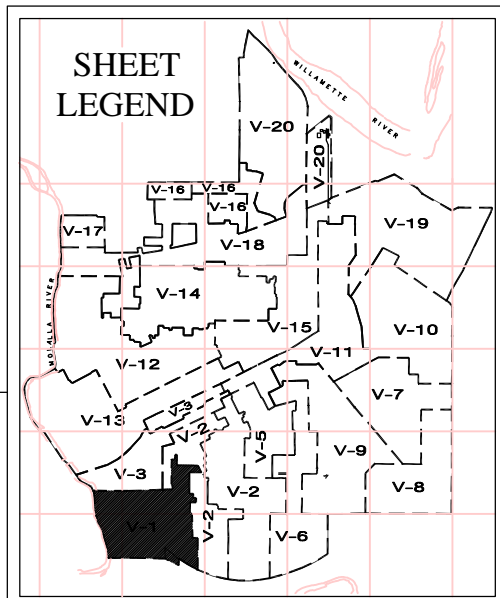 SHEET
LEGEND
WILLAMETTE
RIVER
V-20
V-20
V-16
V-16
V-16
V-19
V-17
V-18
MOLALLA RIVER
V-14
V-15
V-10
V-11
V-12
V-7
V-3
V-13
V-2
V-5
V-9
V-3
V-2
V-8
V-1
V-2
V-6